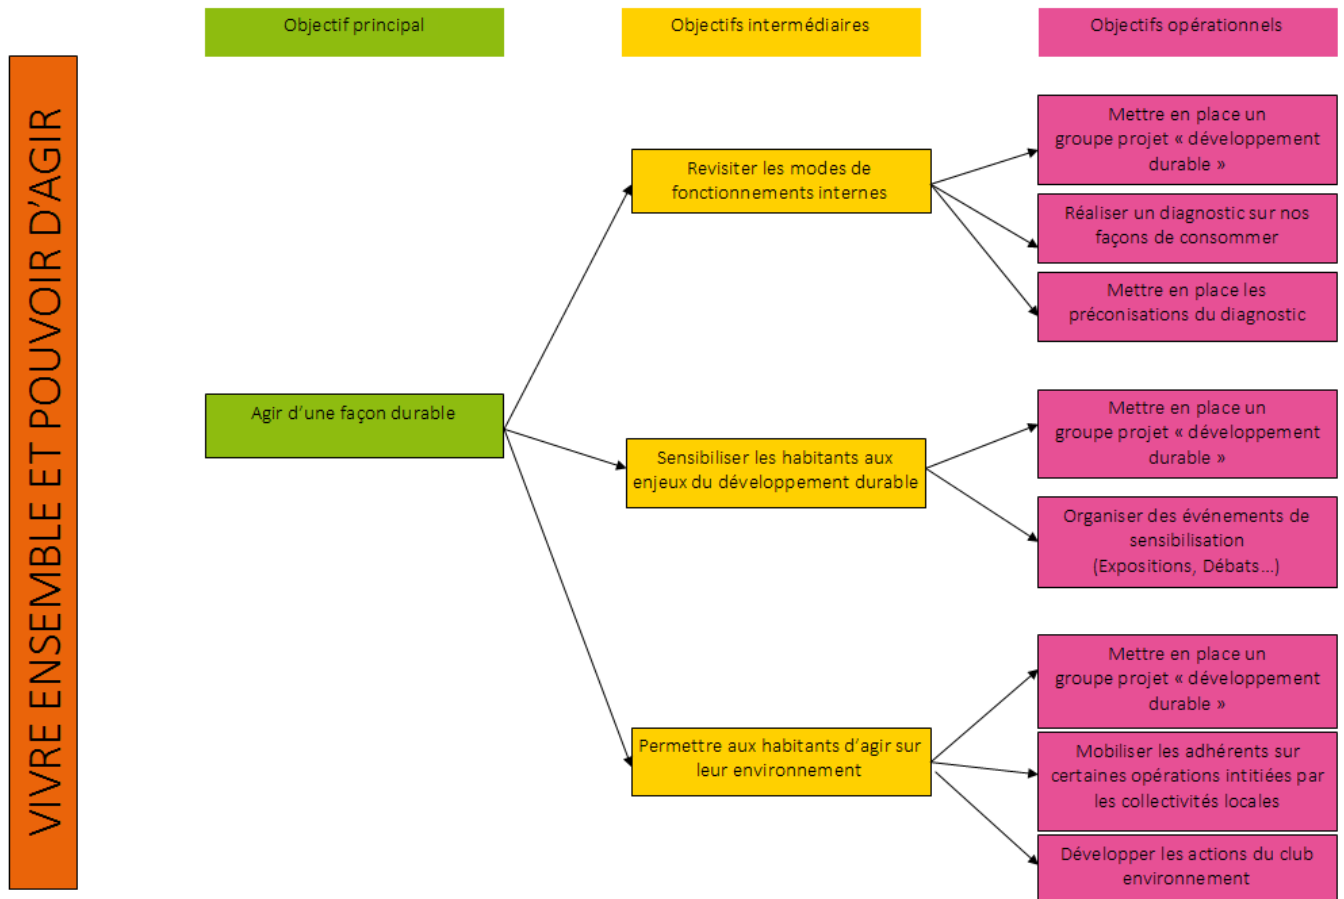 Objectif principal
Objectifs intermédiaires
Objectifs opérationnels
VIVRE ENSEMBLE ET POUVOIR D’AGIR
Agir d’une façon durable
Revisiter les modes de
fonctionnements internes
Mettre en place un
groupe projet « développement
durable »
Réaliser un diagnostic sur nos
façons de consommer
Mettre en place les
préconisations du diagnostic
Sensibiliser les habitants aux
enjeux du développement durable
Mettre en place un
groupe projet « développement
durable »
Organiser des événements de
sensibilisation
(Expositions, Débats...)
Permettre aux habitants d’agir sur
leur environnement
Mettre en place un
groupe projet « développement
durable »
Mobiliser les adhérents sur
certaines opérations intitiées par
les collectivités locales
Développer les actions du club
environnement